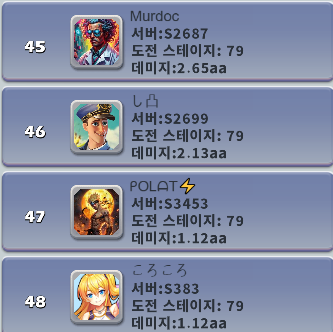 45
Murdoc
서버:S2687
도전 스테이지: 79
데미지:2.65aa
46
し凸
서버:S2699
도전 스테이지: 79
데미지:2.13aa
47
POLAT⚡
서버:S3453
도전 스테이지: 79
데미지:1.12aa
48
ころころ
서버:S383
도전 스테이지: 79
데미지:1.12aa